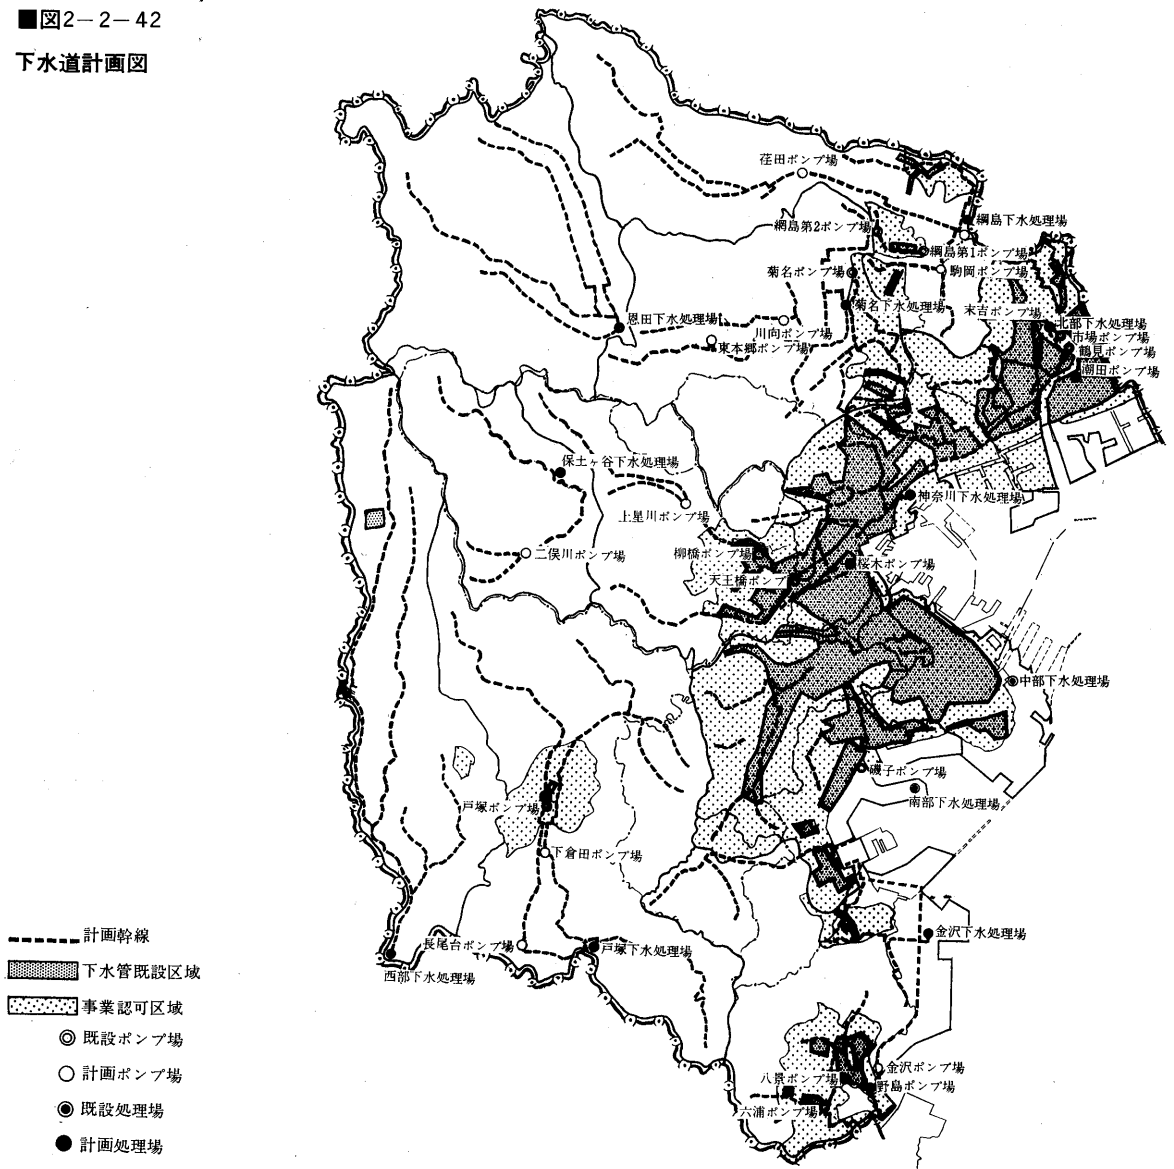 ■図2-2-42
下水道計画図
荏田ポンプ場
綱島下水処理場
綱島第2ポンプ場
綱島第1ポンプ場
菊名ポンプ場
駒岡ポンプ場
菊名下水処理場
末吉ポンプ場
恩田下水処理場
北部下水処理場
川向ポンプ場
市場ポンプ場
東本郷ポンプ場
鶴見ポンプ場
潮田ポンプ場
保土ヶ谷下水処理場
神奈川下水処理場
上星川ポンプ場
柳橋ポンプ場
二俣川ポンプ場
桜木ポンプ場
天王橋ポンプ
中部下水処理場
磯子ポンプ場
南部下水処理場
戸塚ポンプ場
下倉田ポンプ場
金沢下水処理場
長尾台ポンプ場
戸塚下水処理場
西部下水処理場
金沢ポンプ場
八景ポンプ場
野島ポンプ場
六浦ポンプ場
計画幹線
下水管既設区域
事業認可区域
既設ポンプ場
計画ポンプ場
既設処理場
計画処理場